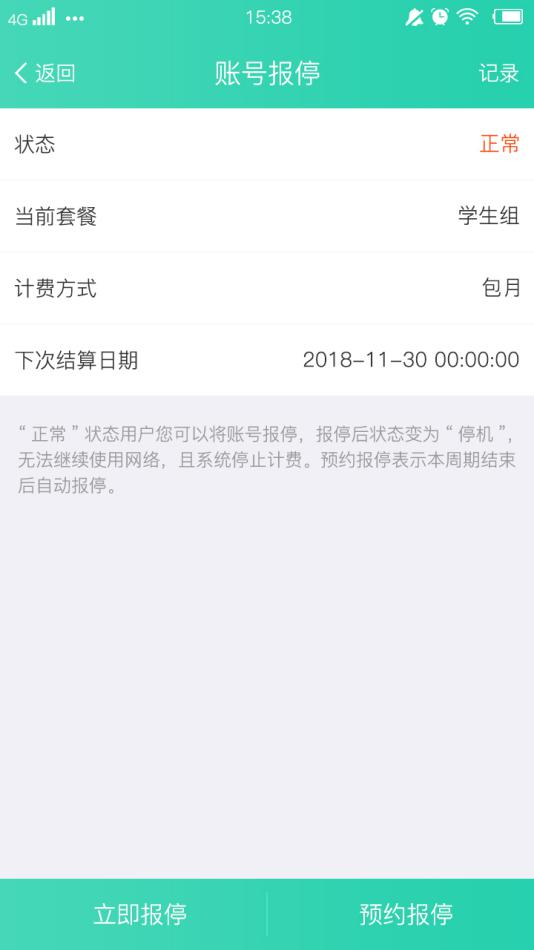 4G 15:38
返回 账号报停 记录
状态 正常
当前套餐 学生组
计费方式 包月
下次结算日期 2018-11-30 00:00:00
“正常”状态用户您可以将账号报停，报停后状态变为“停机”，
无法继续使用网络，且系统停止计费。预约报停表示本周期结束
后自动报停。
立即报停 预约报停